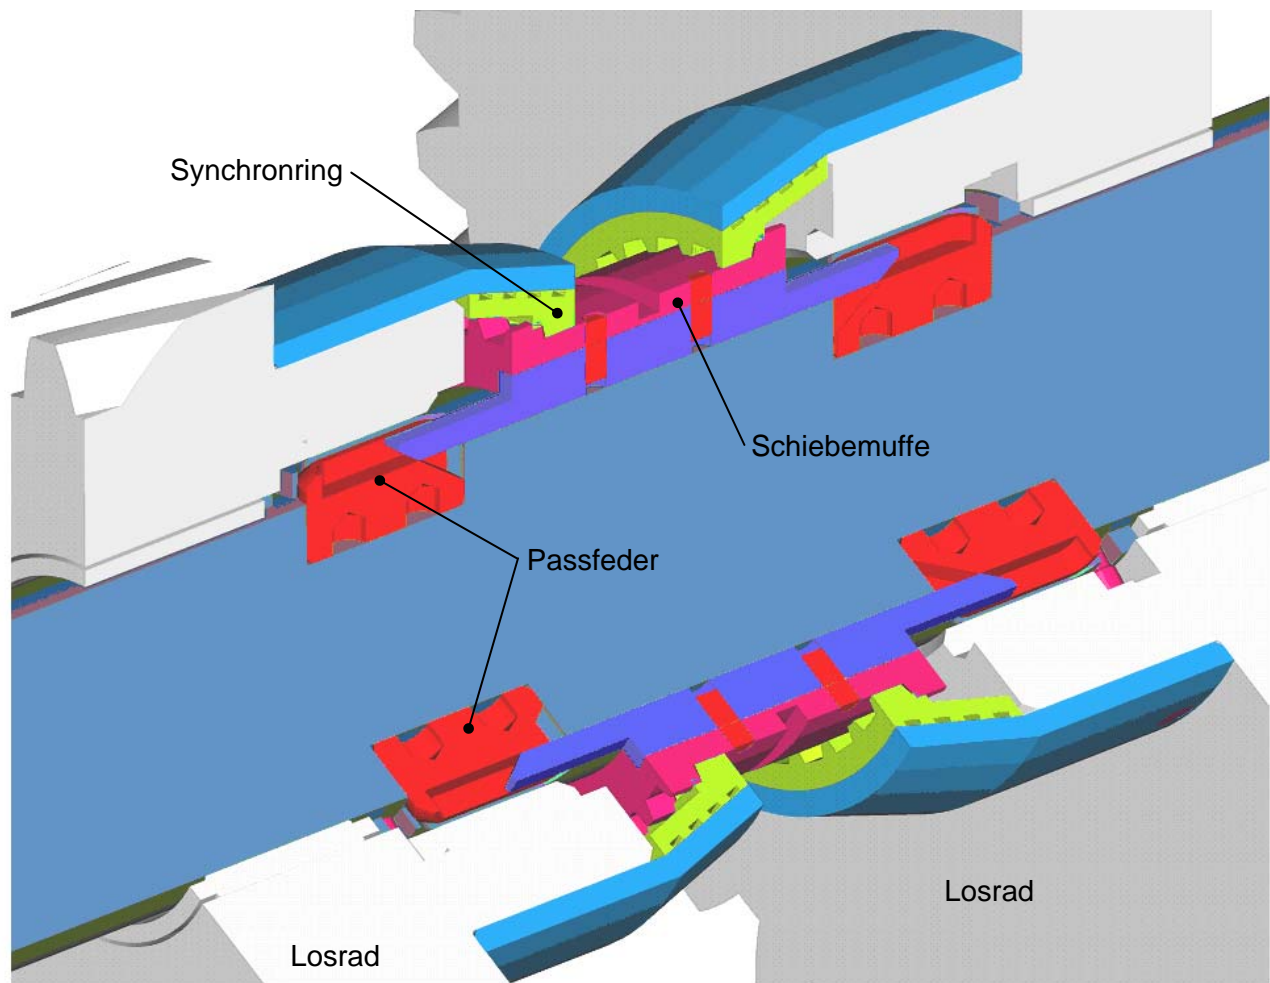 Synchronring
Schiebemuffe
Passfeder
Losrad
Losrad